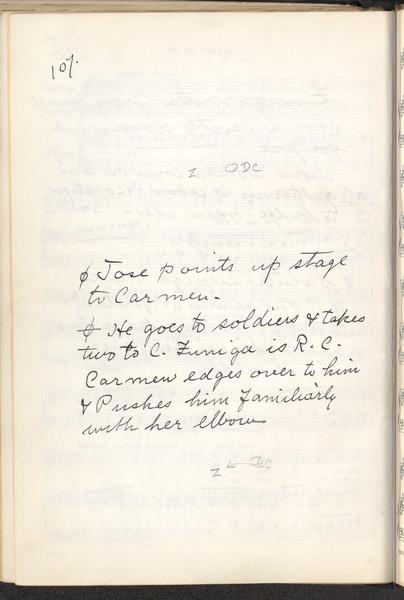 107.
Z ODC
φ Jose points up stage
to Carmen.
φ He goes to soldiers & takes
two to C. Zuniga is R.C.
Carmen edges over to him
& Pushes him familiarly
with her elbow
Z DC